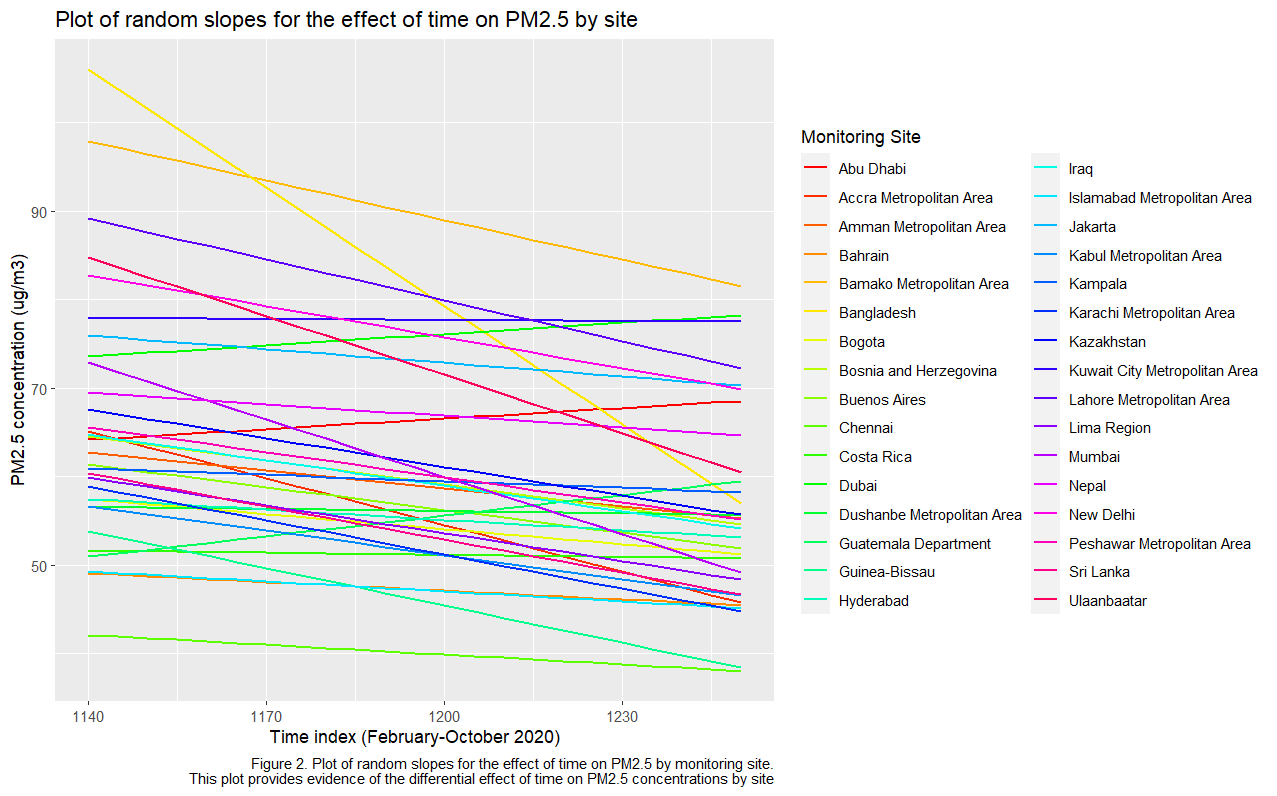 Plot of random slopes for the effect of time on PM2.5 by site
PM2.5 concentration (ug/m3)
90
70
50
1140
1170
1200
1230
Time index (February-October 2020)
Figure 2. Plot of random slopes for the effect of time on PM2.5 by monitoring site.
This plot provides evidence of the differential effect of time on PM2.5 concentrations by site
Monitoring Site
Abu Dhabi
Accra Metropolitan Area
Amman Metropolitan Area
Bahrain
Bamako Metropolitan Area
Bangladesh
Bogota
Bosnia and Herzegovina
Buenos Aires
Chennai
Costa Rica
Dubai
Dushanbe Metropolitan Area
Guatemala Department
Guinea-Bissau
Hyderabad
Iraq
Islamabad Metropolitan Area
Jakarta
Kabul Metropolitan Area
Kampala
Karachi Metropolitan Area
Kazakhstan
Kuwait City Metropolitan Area
Lahore Metropolitan Area
Lima Region
Mumbai
Nepal
New Delhi
Peshawar Metropolitan Area
Sri Lanka
Ulaanbaatar